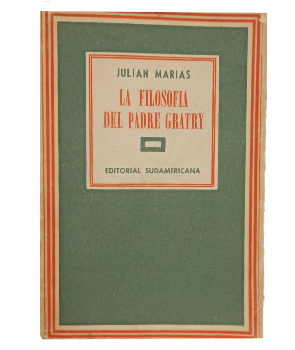 JULIAN MARIAS
LA FILOSOFIA
DEL PADRE GRATRY
EDITORIAL SUDAMERICANA